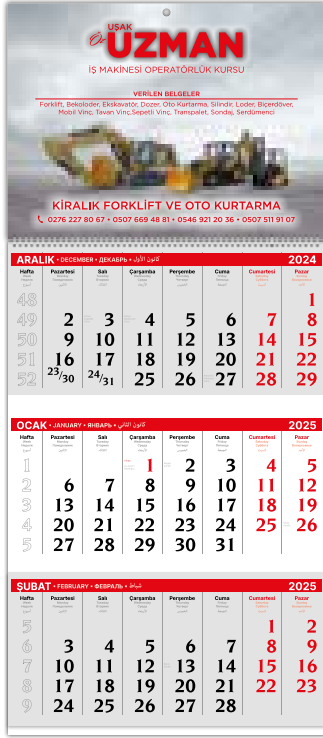 UŞAK
Öz UZMAN
İŞ MAKİNESİ OPERATÖRLÜK KURSU
VERİLEN BELGELER
Forklift, Bekoloder, Ekskavatör, Dozer, Oto Kurtarma, Silindir, Loder, Biçerdöver,
Mobil Vinç, Tavan Vinç,Sepetli Vinç, Transpalet, Sondaj, Serdümenci
KİRALIK FORKLİFT VE OTO KURTARMA
0276 227 80 67 • 0507 669 48 81 • 0546 921 20 36 • 0507 511 91 07
ARALIK • DECEMBER • ДЕКАБРЬ • كانون الأول 2024
Hafta Pazartesi Salı Çarşamba Perşembe Cuma Cumartesi Pazar
48 1
49 2 3 4 5 6 7 8
50 9 10 11 12 13 14 15
51 16 17 18 19 20 21 22
52 23/30 24/31 25 26 27 28 29
OCAK • JANUARY • ЯНВАРЬ • كانون الثاني 2025
Hafta Pazartesi Salı Çarşamba Perşembe Cuma Cumartesi Pazar
1 1 2 3 4 5
2 6 7 8 9 10 11 12
3 13 14 15 16 17 18 19
4 20 21 22 23 24 25 26
5 27 28 29 30 31
ŞUBAT • FEBRUARY • ФЕВРАЛЬ • شباط 2025
Hafta Pazartesi Salı Çarşamba Perşembe Cuma Cumartesi Pazar
5 1 2
6 3 4 5 6 7 8 9
7 10 11 12 13 14 15 16
8 17 18 19 20 21 22 23
9 24 25 26 27 28